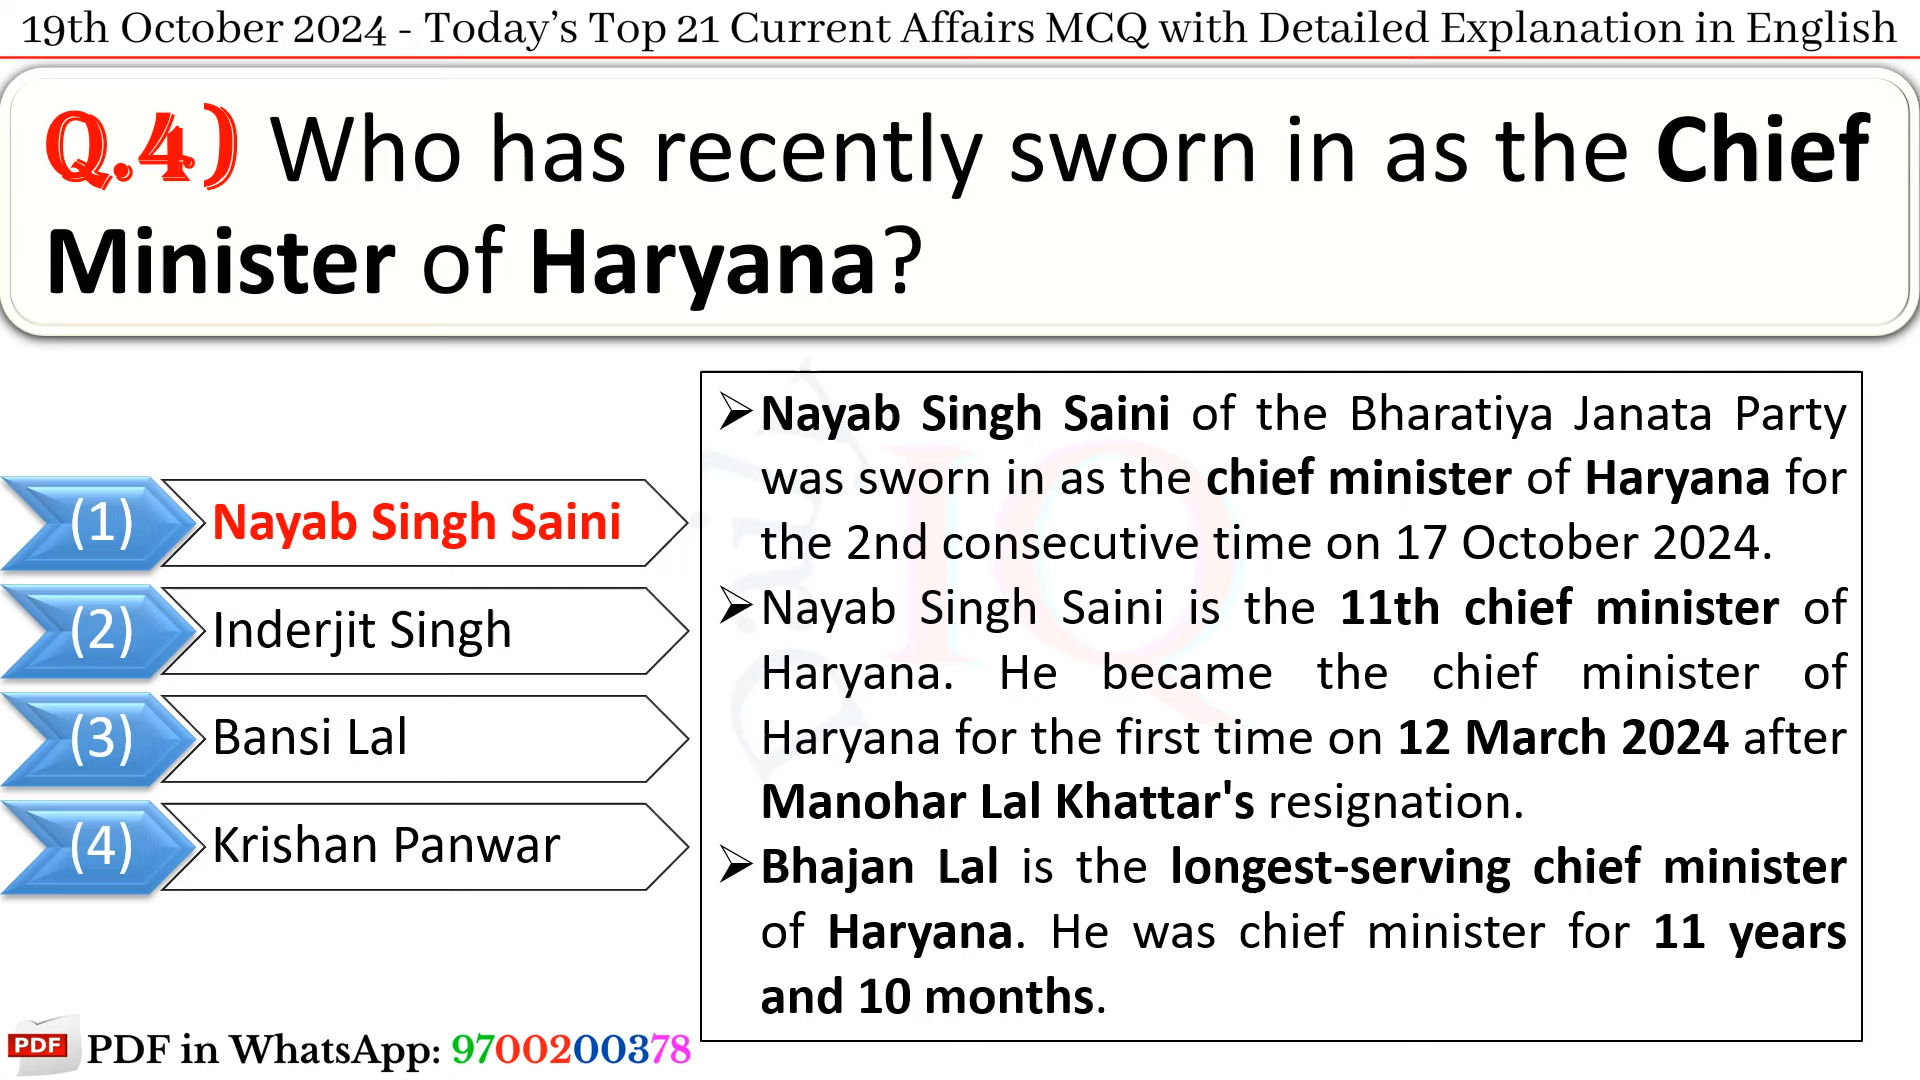 19th October 2024 - Today’s Top 21 Current Affairs MCQ with Detailed Explanation in English
Q.4) Who has recently sworn in as the Chief
Minister of Haryana?
(1) Nayab Singh Saini
(2) Inderjit Singh
(3) Bansi Lal
(4) Krishan Panwar
➢Nayab Singh Saini of the Bharatiya Janata Party
was sworn in as the chief minister of Haryana for
the 2nd consecutive time on 17 October 2024.
➢Nayab Singh Saini is the 11th chief minister of
Haryana. He became the chief minister of
Haryana for the first time on 12 March 2024 after
Manohar Lal Khattar's resignation.
➢Bhajan Lal is the longest-serving chief minister
of Haryana. He was chief minister for 11 years
and 10 months.
Daily
IQ
PDF
PDF in WhatsApp: 9700200378